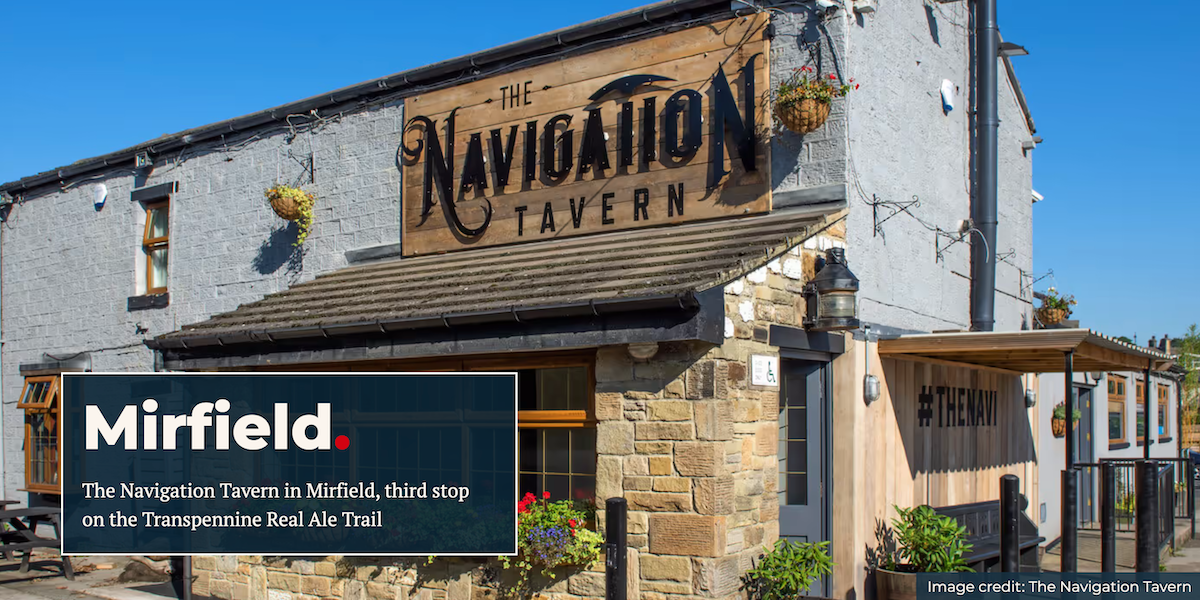 THE
NAVIGATION
TAVERN
#THENAVI
Mirfield.
The Navigation Tavern in Mirfield, third stop
on the Transpennine Real Ale Trail
Image credit: The Navigation Tavern